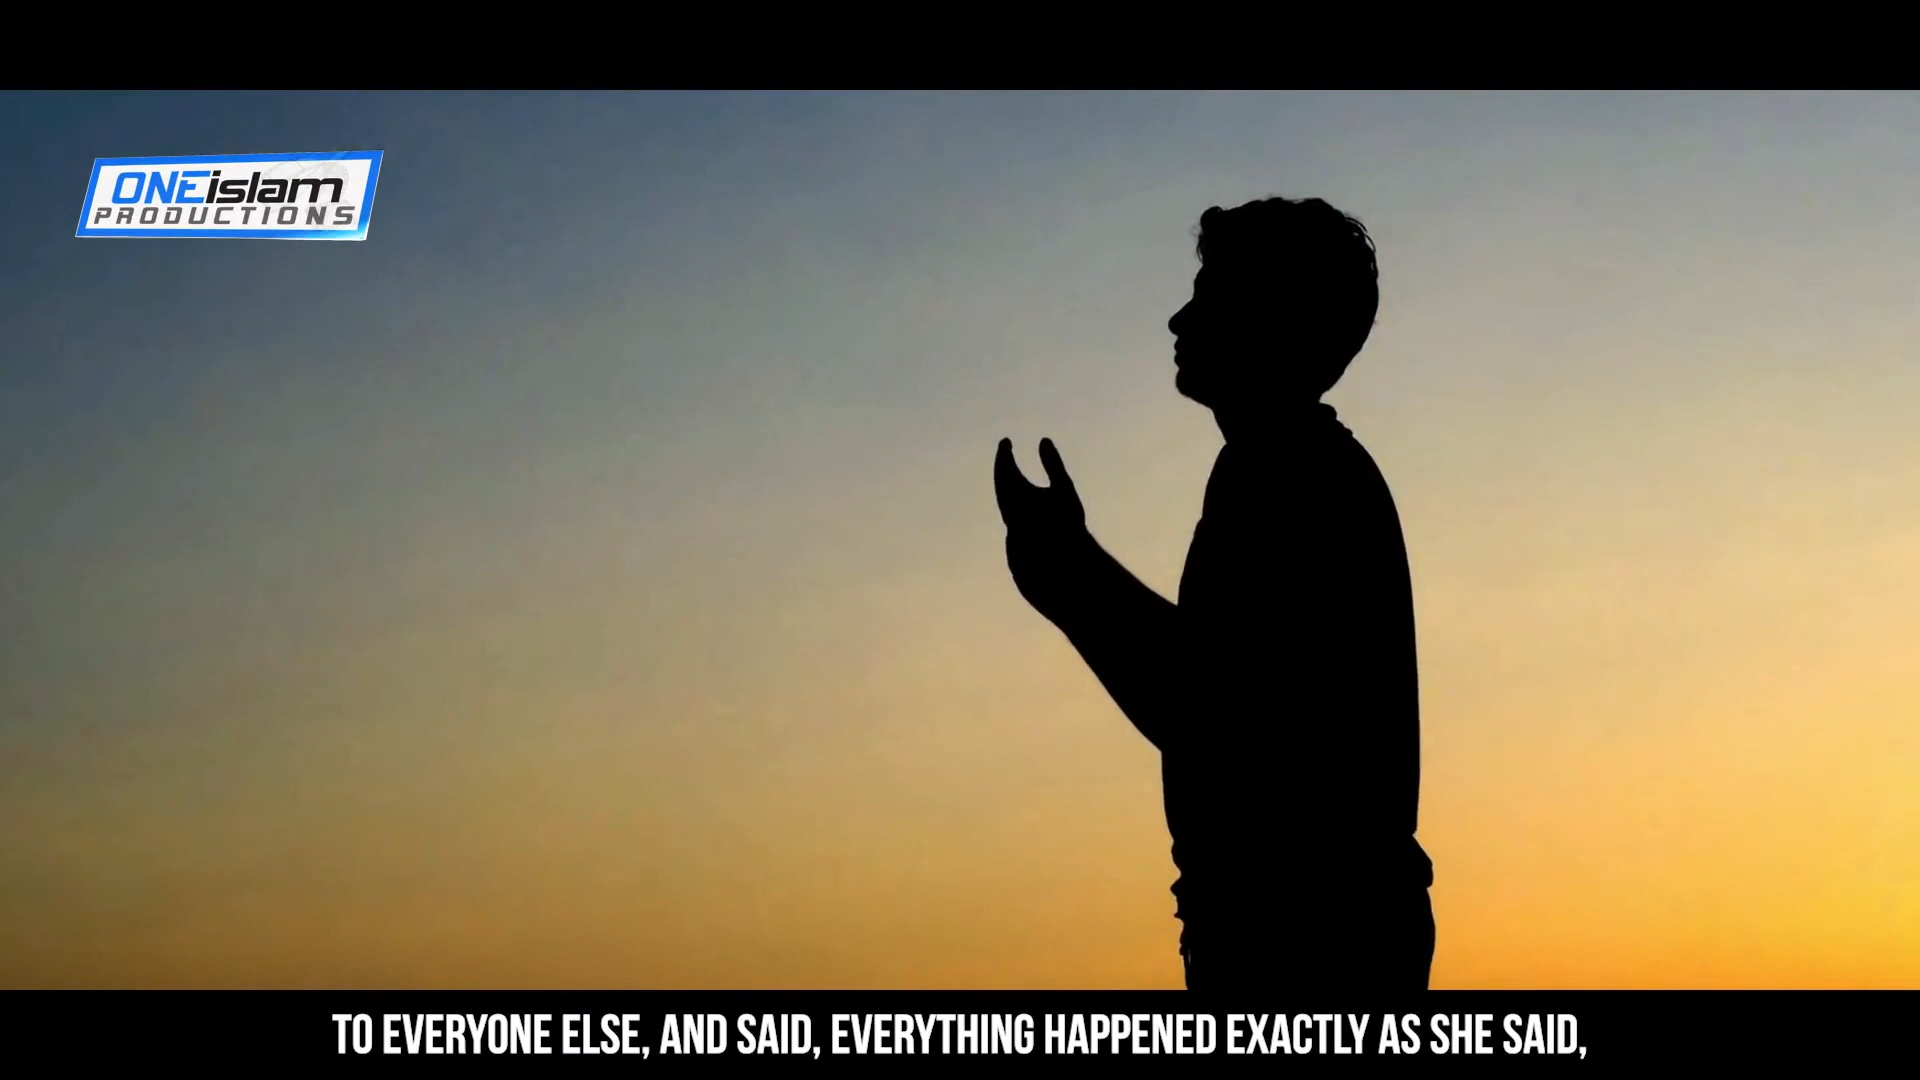 ONEislam
PRODUCTIONS
TO EVERYONE ELSE, AND SAID, EVERYTHING HAPPENED EXACTLY AS SHE SAID,